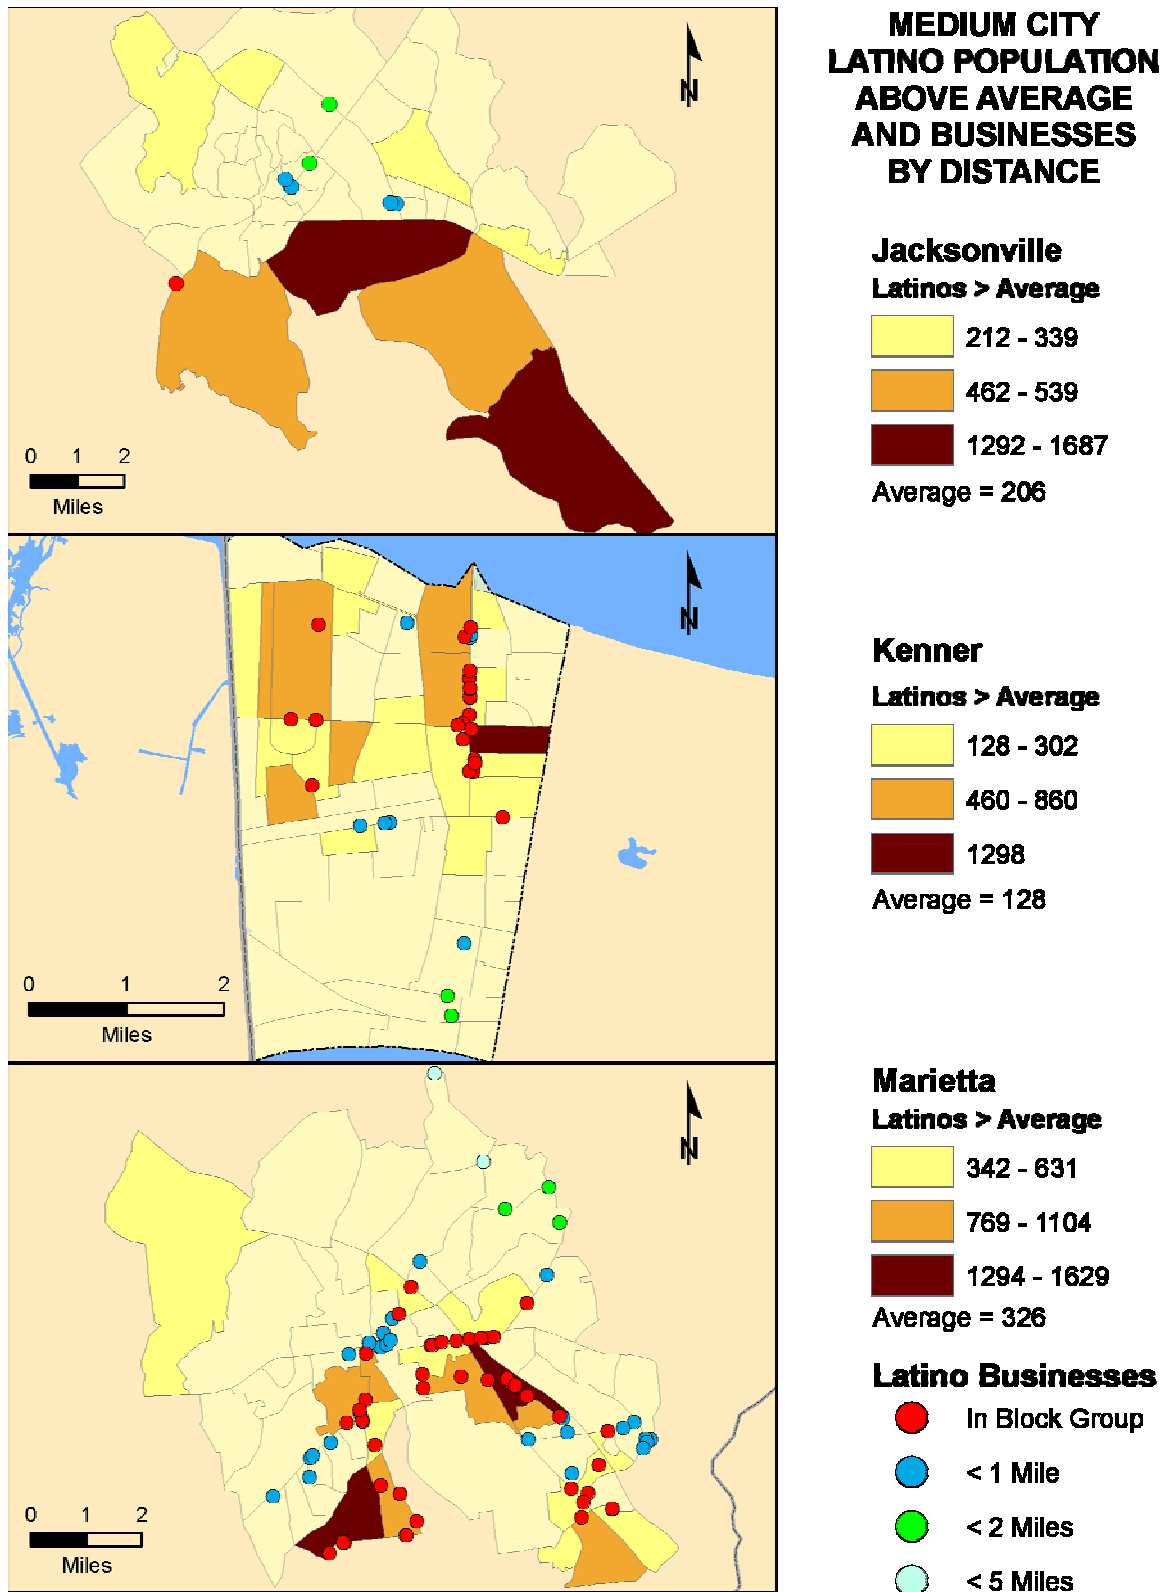 MEDIUM CITY
LATINO POPULATION
ABOVE AVERAGE
AND BUSINESSES
BY DISTANCE
N
0 1 2
Miles
Jacksonville
Latinos > Average
212 - 339
462 - 539
1292 - 1687
Average = 206
N
0 1 2
Miles
Kenner
Latinos > Average
128 - 302
460 - 860
1298
Average = 128
N
0 1 2
Miles
Marietta
Latinos > Average
342 - 631
769 - 1104
1294 - 1629
Average = 326
Latino Businesses
In Block Group
< 1 Mile
< 2 Miles
< 5 Miles